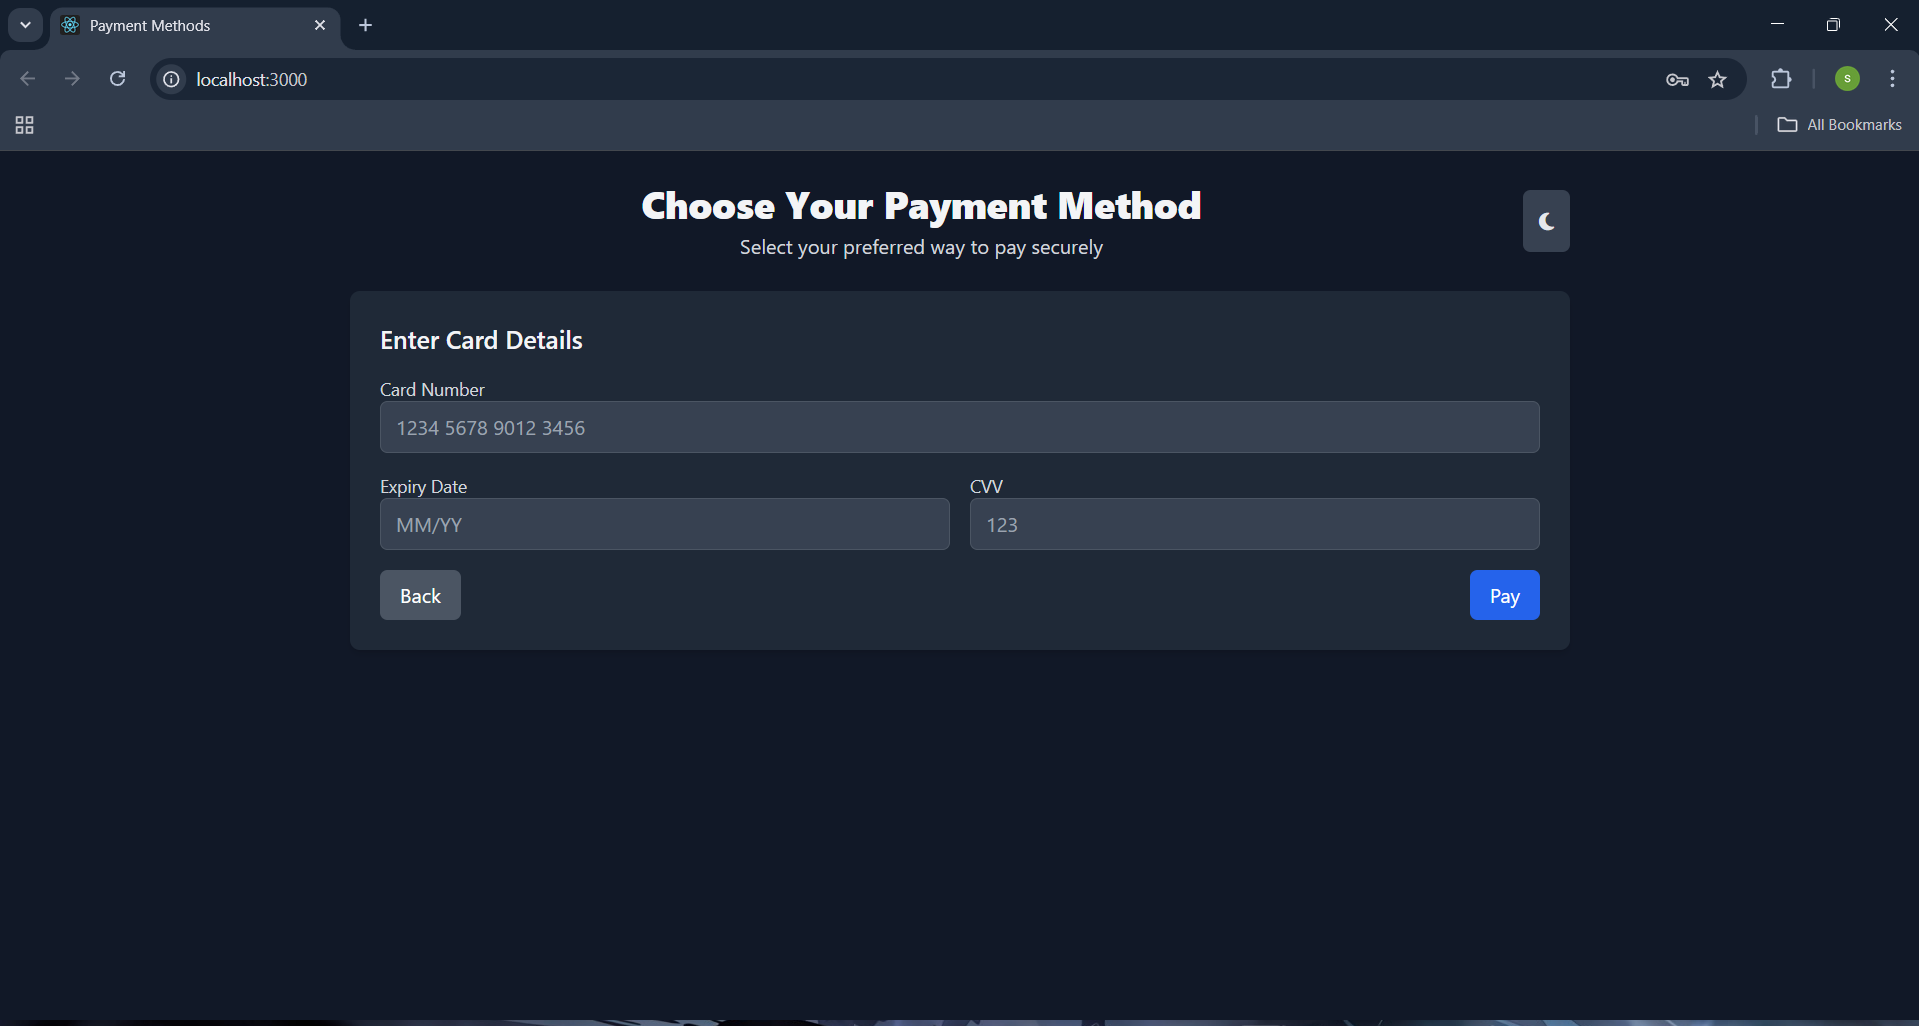 Payment Methods
localhost:3000
S
All Bookmarks
Choose Your Payment Method
Select your preferred way to pay securely
Enter Card Details
Card Number
1234 5678 9012 3456
Expiry Date CVV
MM/YY 123
Back Pay